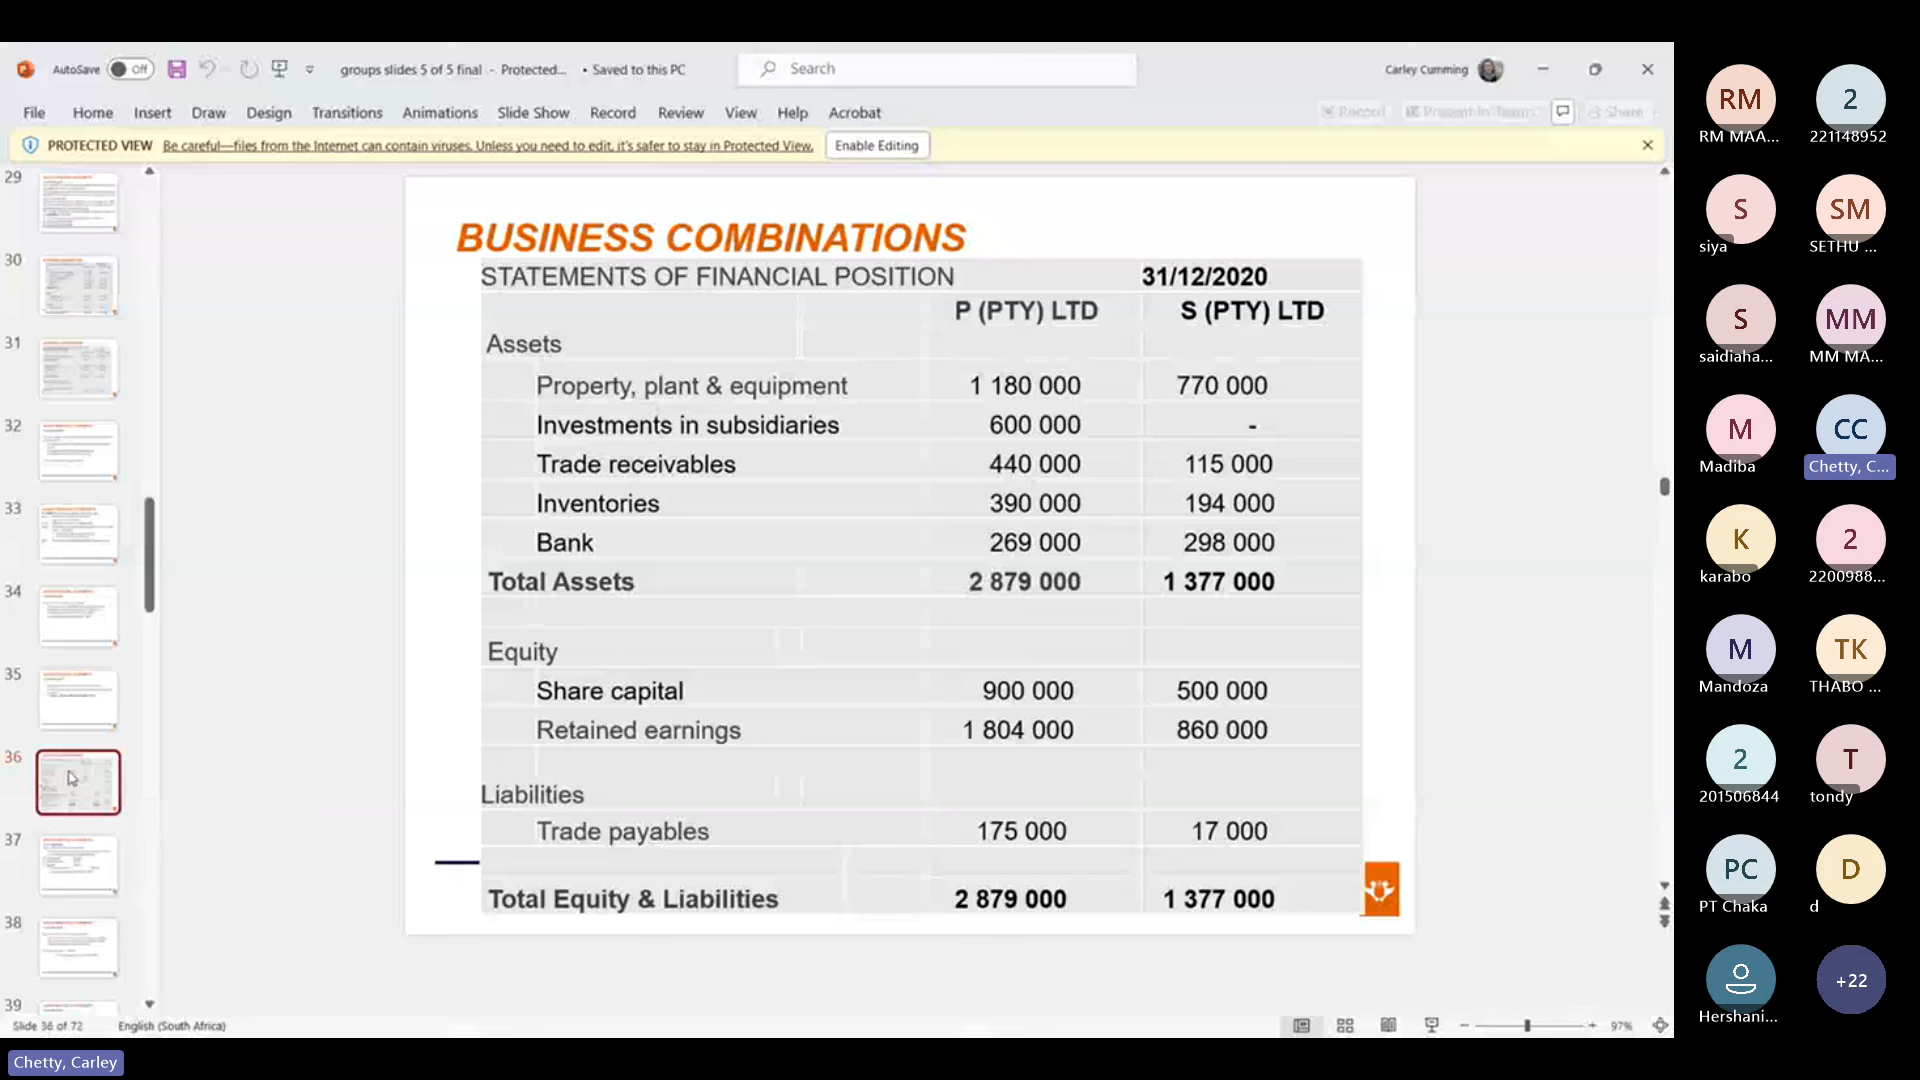 AutoSave Off groups slides 5 of 5 final - Protected... • Saved to this PC Search Carley Cumming
File Home Insert Draw Design Transitions Animations Slide Show Record Review View Help Acrobat Record Present in Teams Share
PROTECTED VIEW Be careful—files from the Internet can contain viruses. Unless you need to edit, it's safer to stay in Protected View. Enable Editing
29
30
31
32
33
34
35
36
37
38
39
BUSINESS COMBINATIONS
STATEMENTS OF FINANCIAL POSITION 31/12/2020
P (PTY) LTD S (PTY) LTD
Assets
Property, plant & equipment 1 180 000 770 000
Investments in subsidiaries 600 000 -
Trade receivables 440 000 115 000
Inventories 390 000 194 000
Bank 269 000 298 000
Total Assets 2 879 000 1 377 000
Equity
Share capital 900 000 500 000
Retained earnings 1 804 000 860 000
Liabilities
Trade payables 175 000 17 000
Total Equity & Liabilities 2 879 000 1 377 000
Slide 36 of 72 English (South Africa) 97%
Chetty, Carley
RM 2
RM MAA... 221148952
S SM
siya SETHU ...
S MM
saidiaha... MM MA...
M CC
Madiba Chetty, C...
K 2
karabo 2200988...
M TK
Mandoza THABO ...
2 T
201506844 tondy
PC D
PT Chaka d
+22
Hershani...